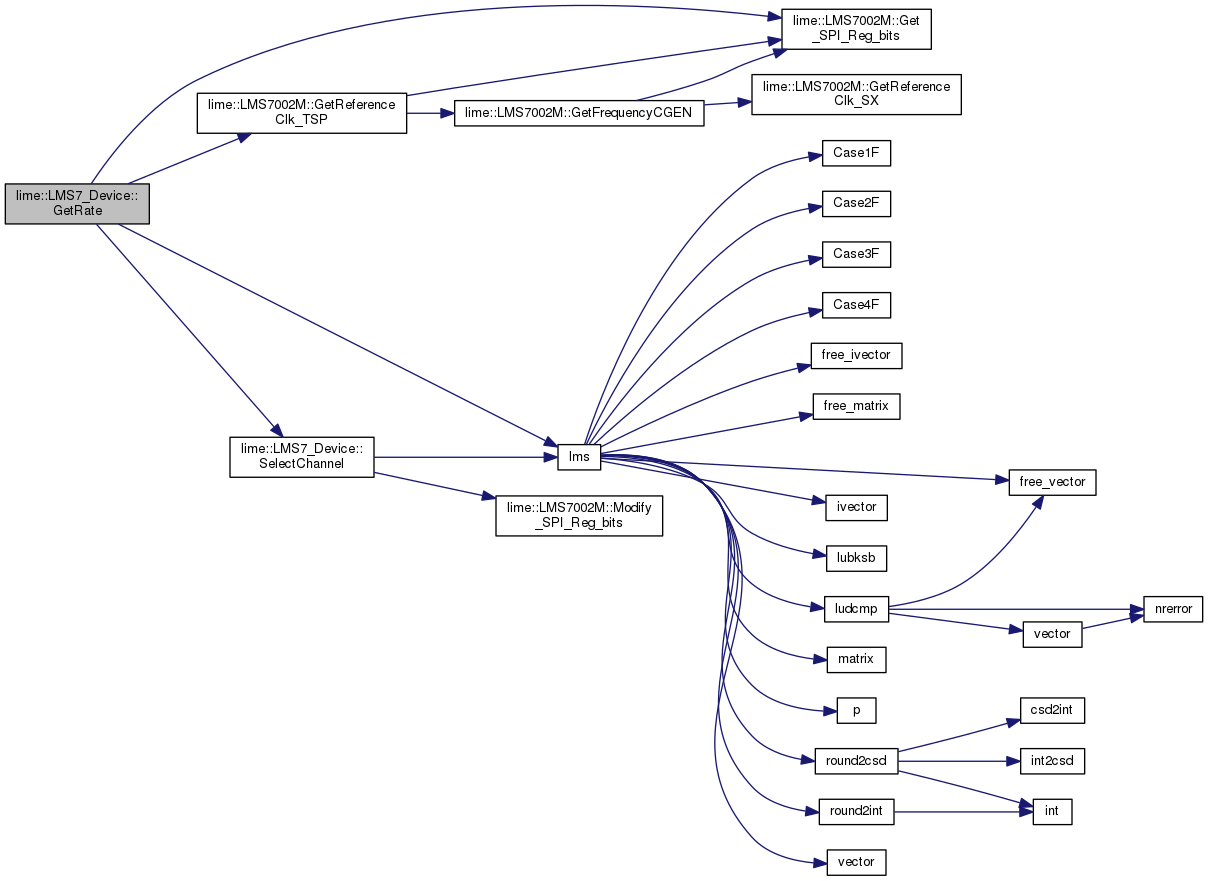 lime::LMS7002M::Get
_SPI_Reg_bits
lime::LMS7002M::GetReference
Clk_SX
lime::LMS7002M::GetReference
Clk_TSP
lime::LMS7002M::GetFrequencyCGEN
Case1F
lime::LMS7_Device::
GetRate
Case2F
Case3F
Case4F
free_ivector
free_matrix
lime::LMS7_Device::
SelectChannel
lms
free_vector
lime::LMS7002M::Modify
_SPI_Reg_bits
ivector
lubksb
ludcmp
nrerror
vector
matrix
p
csd2int
round2csd
int2csd
round2int
int
vector